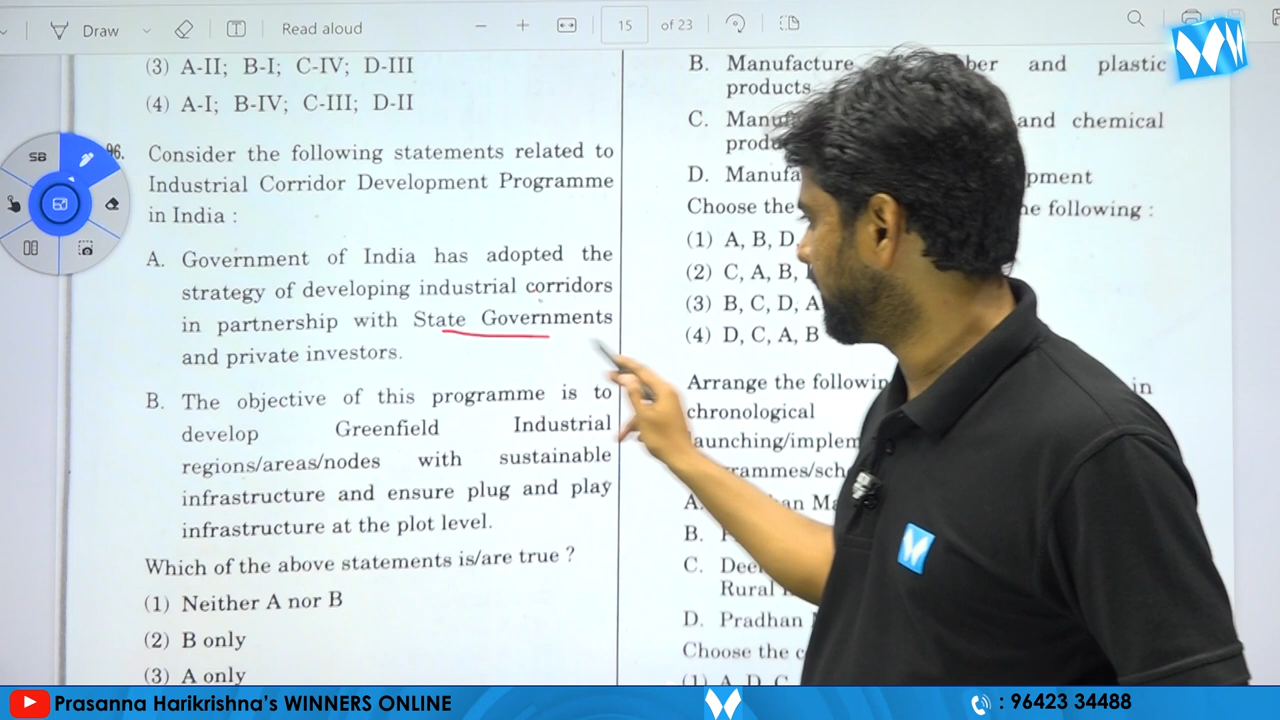 Draw
Read aloud
15 of 23
(3) A-II; B-I; C-IV; D-III
(4) A-I; B-IV; C-III; D-II
96. Consider the following statements related to
Industrial Corridor Development Programme
in India :
A. Government of India has adopted the
strategy of developing industrial corridors
in partnership with State Governments
and private investors.
B. The objective of this programme is to
develop Greenfield Industrial
regions/areas/nodes with sustainable
infrastructure and ensure plug and play
infrastructure at the plot level.
Which of the above statements is/are true ?
(1) Neither A nor B
(2) B only
(3) A only
B. Manufacture and plastic
products
C. and chemical
D.
Choose the following :
(1) A, B, D,
(2) C, A, B,
(3) B, C, D, A
(4) D, C, A, B
Arrange the in
chronological
A.
B.
C.
Rural
D. Pradhan
Choose the
(1) A, D, C
SB
Prasanna Harikrishna's WINNERS ONLINE
: 96423 34488